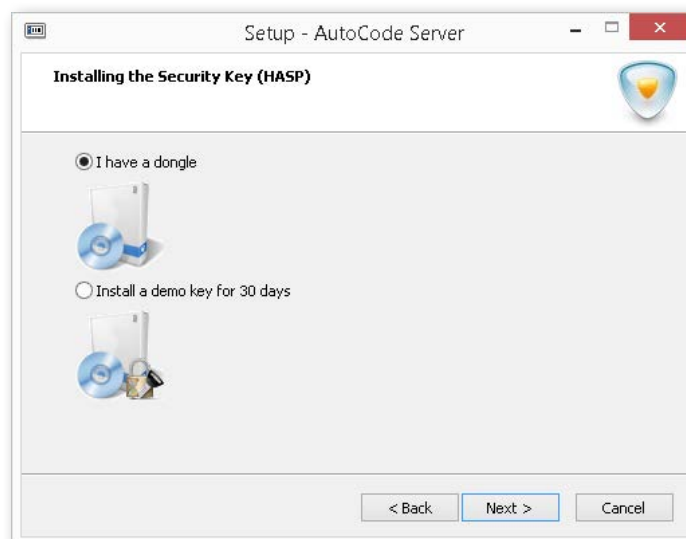 Setup - AutoCode Server
Installing the Security Key (HASP)
I have a dongle
Install a demo key for 30 days
< Back
Next >
Cancel